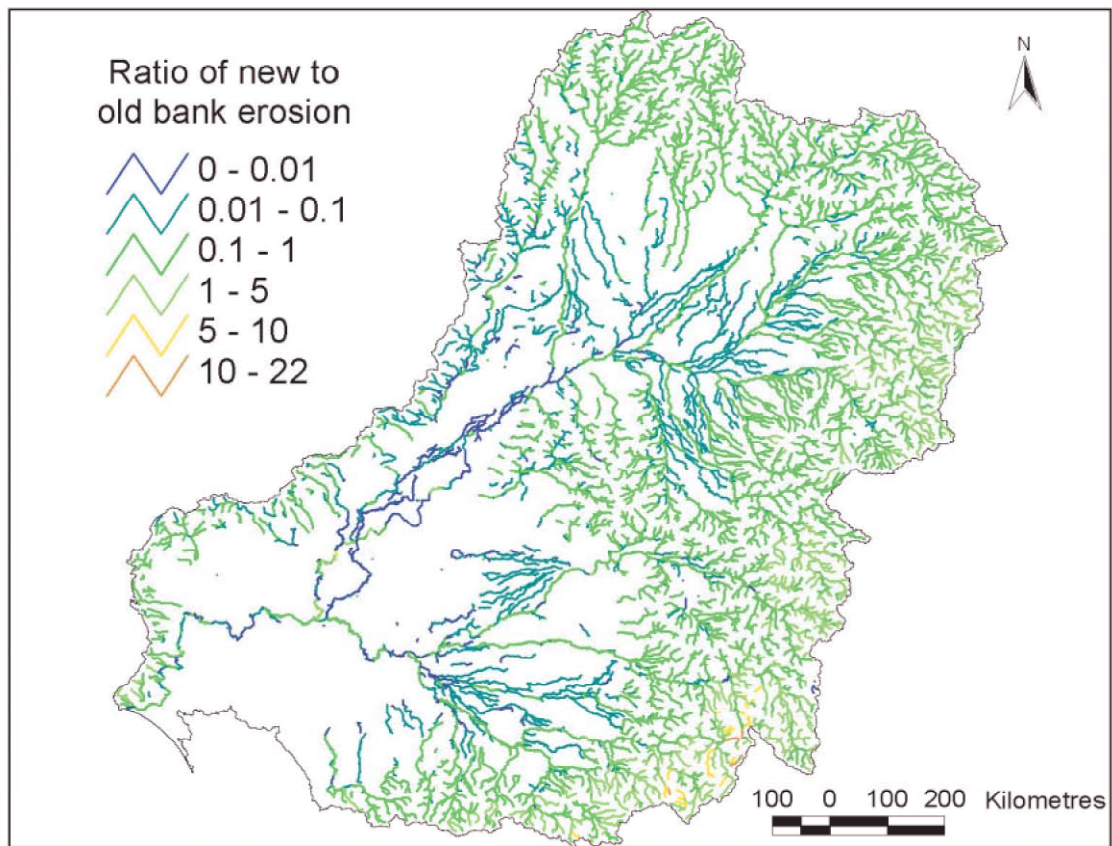 Ratio of new to
old bank erosion
0 - 0.01
0.01 - 0.1
0.1 - 1
1 - 5
5 - 10
10 - 22
N
100 0 100 200 Kilometres